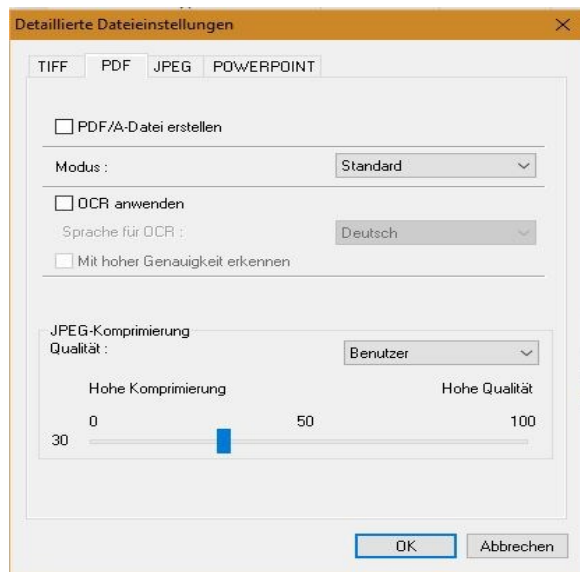 Detaillierte Dateieinstellungen
TIFF PDF JPEG POWERPOINT
PDF/A-Datei erstellen
Modus : Standard
OCR anwenden
Sprache für OCR : Deutsch
Mit hoher Genauigkeit erkennen
JPEG-Komprimierung
Qualität : Benutzer
Hohe Komprimierung Hohe Qualität
0 50 100
30
OK Abbrechen